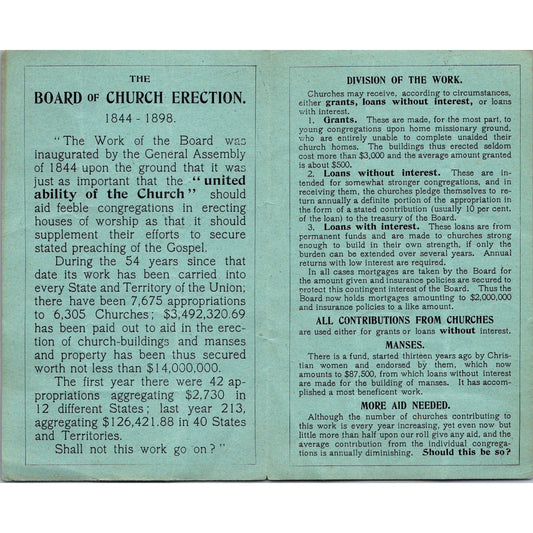 THE
BOARD OF CHURCH ERECTION.
1844 - 1898.
"The Work of the Board was
inaugurated by the General Assembly
of 1844 upon the ground that it was
just as important that the "united
ability of the Church" should
aid feeble congregations in erecting
houses of worship as that it should
supplement their efforts to secure
stated preaching of the Gospel.
During the 54 years since that
date its work has been carried into
every State and Territory of the Union;
there have been 7,675 appropriations
to 6,305 Churches; $3,492,320.69
has been paid out to aid in the erec-
tion of church-buildings and manses
and property has been thus secured
worth not less than $14,000,000.
The first year there were 42 ap-
propriations aggregating $2,730 in
12 different States; last year 213,
aggregating $126,421.88 in 40 States
and Territories.
Shall not this work go on?"
DIVISION OF THE WORK.
Churches may receive, according to circumstances,
either grants, loans without interest, or loans
with interest.
1. Grants. These are made, for the most part, to
young congregations upon home missionary ground,
who are entirely unable to complete unaided their
church homes. The buildings thus erected seldom
cost more than $3,000 and the average amount granted
is about $500.
2. Loans without interest. These are in-
tended for somewhat stronger congregations, and in
receiving them, the churches pledge themselves to re-
turn annually a definite portion of the appropriation in
the form of a stated contribution (usually 10 per cent.
of the loan) to the treasury of the Board.
3. Loans with interest. These loans are from
permanent funds and are made to churches strong
enough to build in their own strength, if only the
burden can be extended over several years. Annual
returns with low interest are required.
In all cases mortgages are taken by the Board for
the amount given and insurance policies are secured to
protect this contingent interest of the Board. Thus the
Board now holds mortgages amounting to $2,000,000
and insurance policies to a like amount.
ALL CONTRIBUTIONS FROM CHURCHES
are used either for grants or loans without interest.
MANSES.
There is a fund, started thirteen years ago by Chris-
tian women and endorsed by them, which now
amounts to $87,500, from which loans without interest
are made for the building of manses. It has accom-
plished a most beneficent work.
MORE AID NEEDED.
Although the number of churches contributing to
this work is every year increasing, yet even now but
little more than half upon our roll give any aid, and the
average contribution from the individual congrega-
tions is annually diminishing. Should this be so?